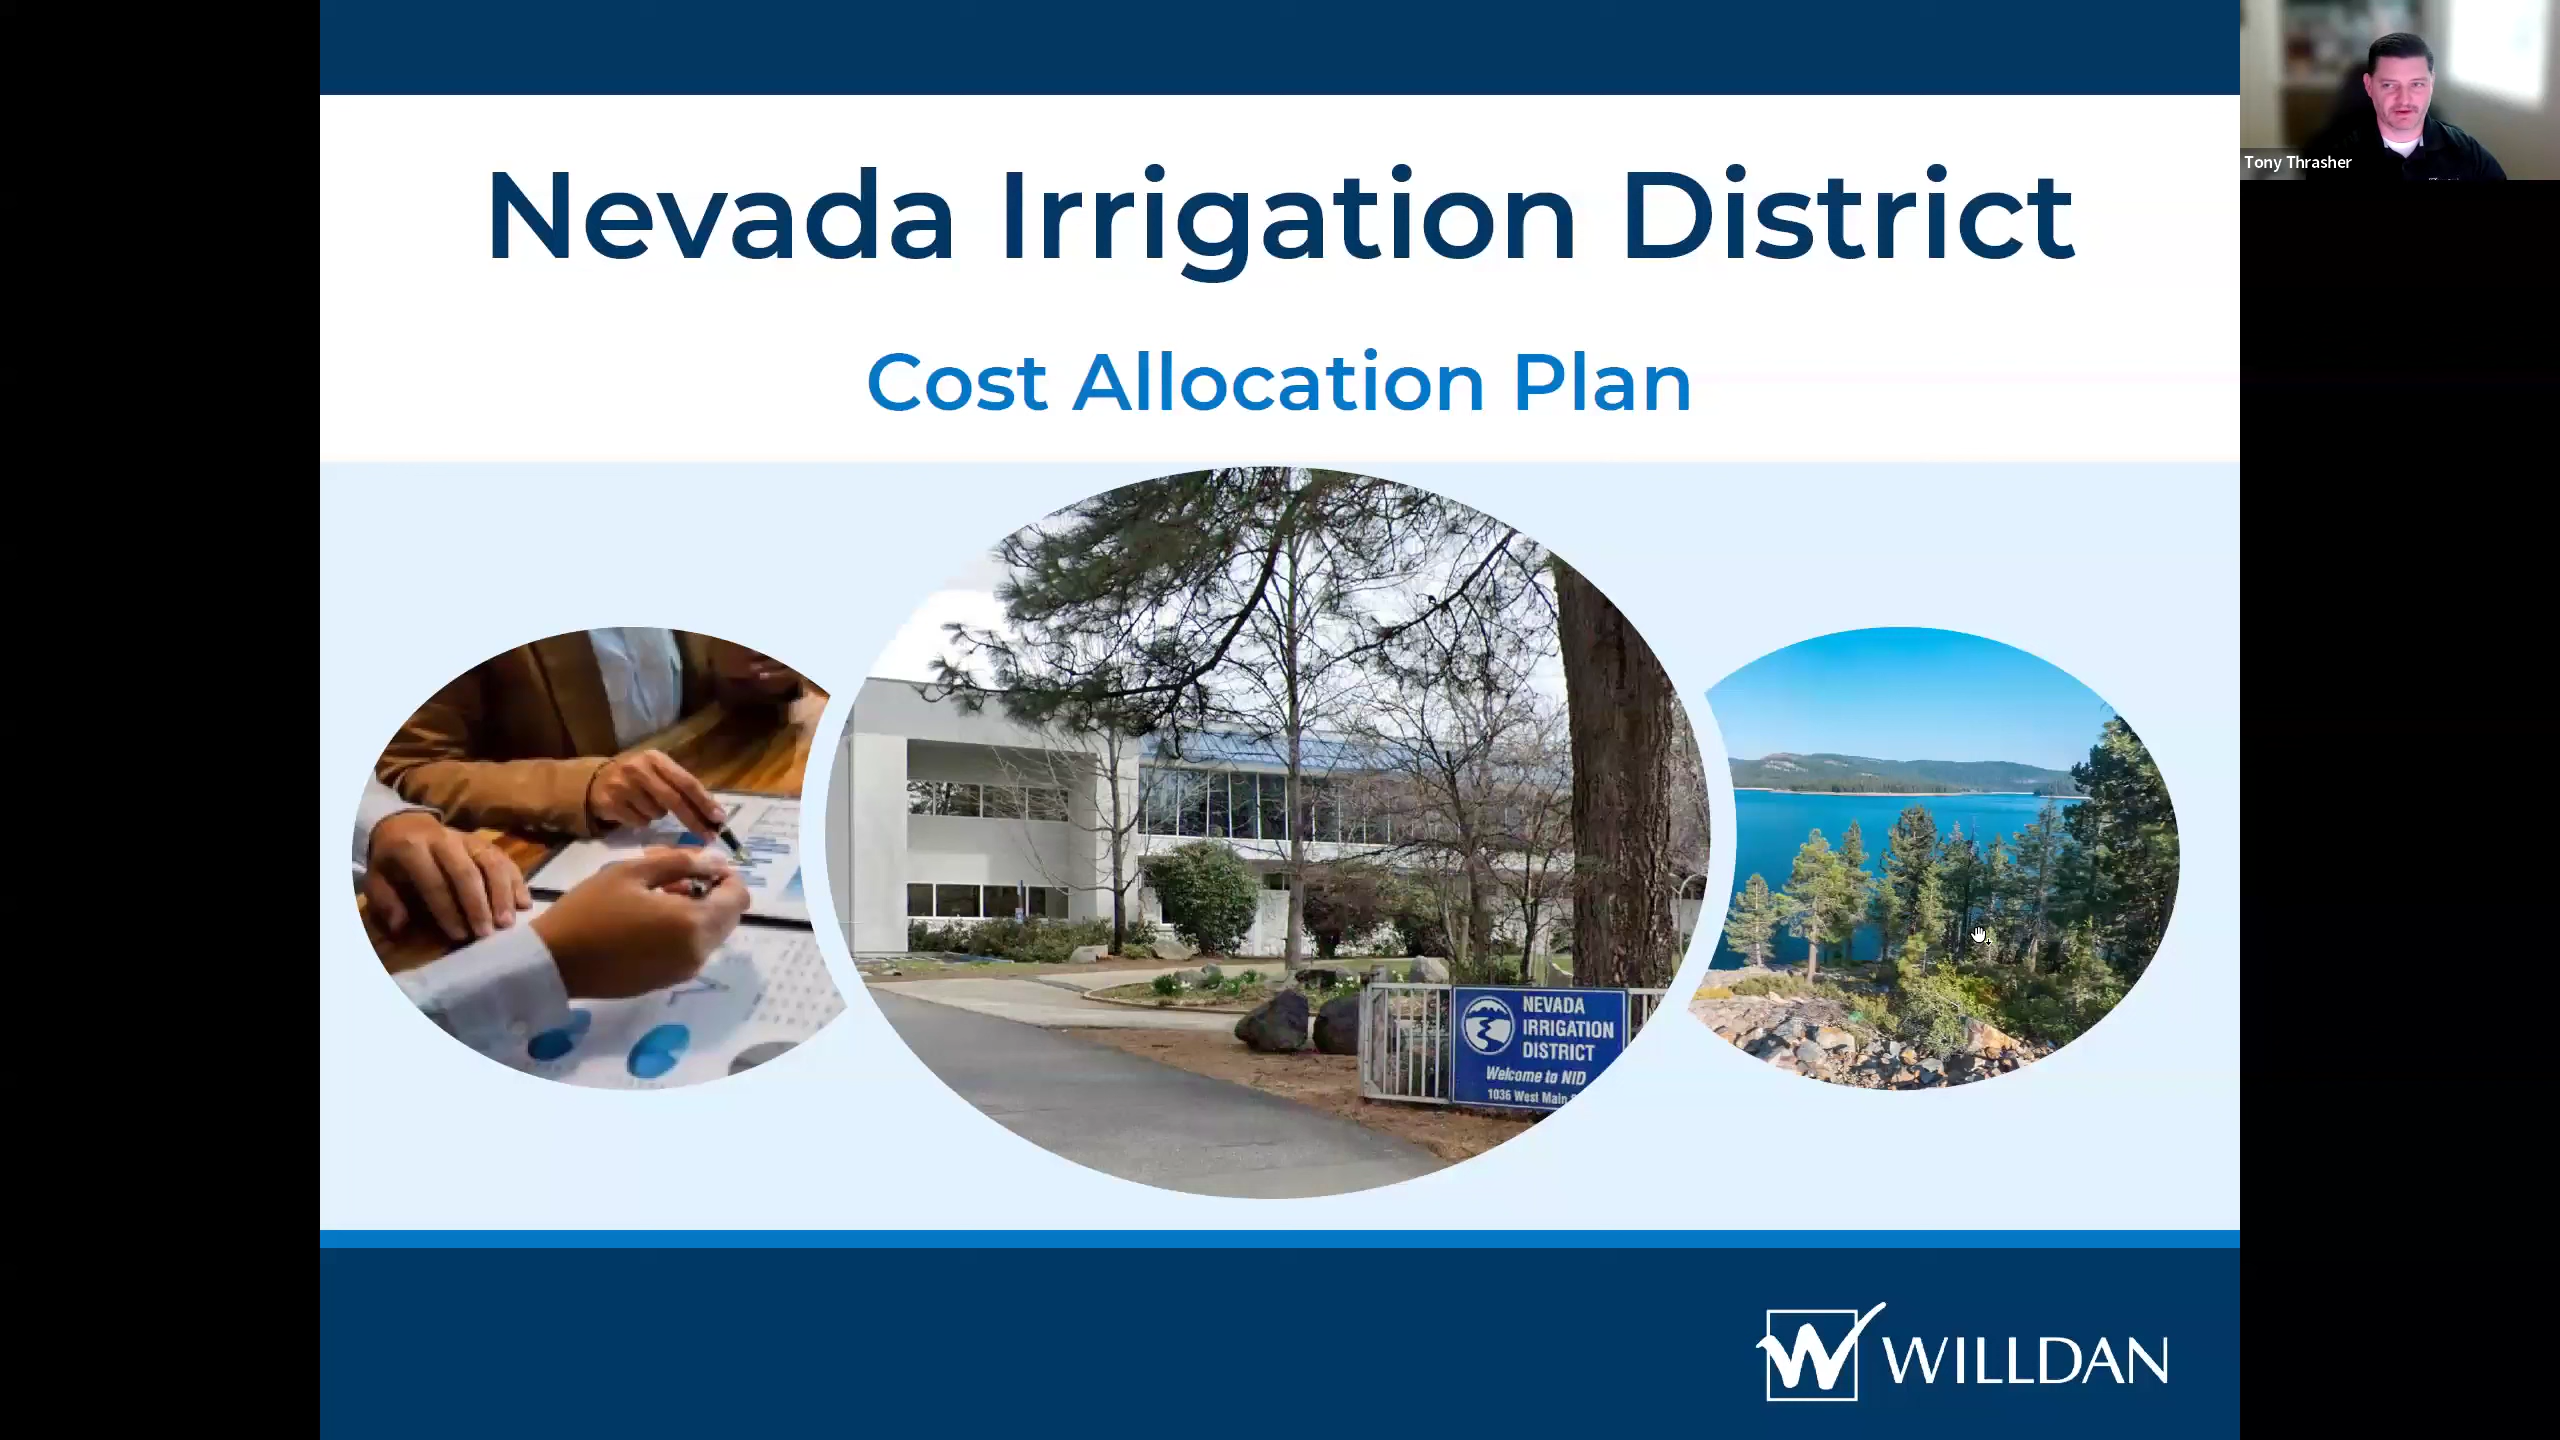 Nevada Irrigation District
Cost Allocation Plan
Tony Thrasher
NEVADA
IRRIGATION
DISTRICT
Welcome to NID
1036 West Main
WILLDAN